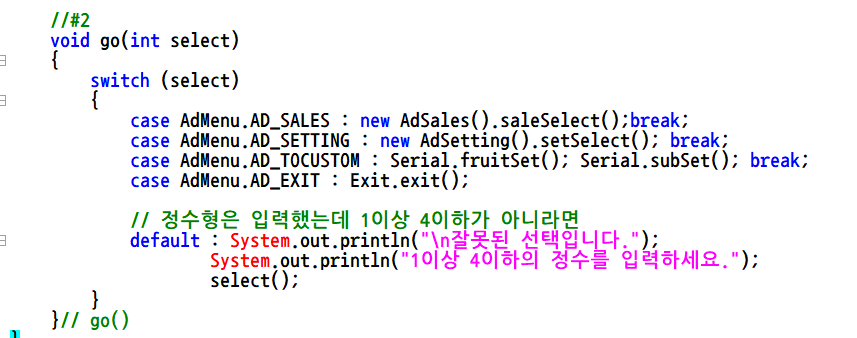 //#2
void go(int select)
{
    switch (select)
    {
        case AdMenu.AD_SALES : new AdSales().saleSelect();break;
        case AdMenu.AD_SETTING : new AdSetting().setSelect(); break;
        case AdMenu.AD_TOCUSTOM : Serial.fruitSet(); Serial.subSet(); break;
        case AdMenu.AD_EXIT : Exit.exit();

        // 정수형은 입력했는데 1이상 4이하가 아니라면
        default : System.out.println("\n잘못된 선택입니다.");
                System.out.println("1이상 4이하의 정수를 입력하세요.");
                select();
    }
}// go()